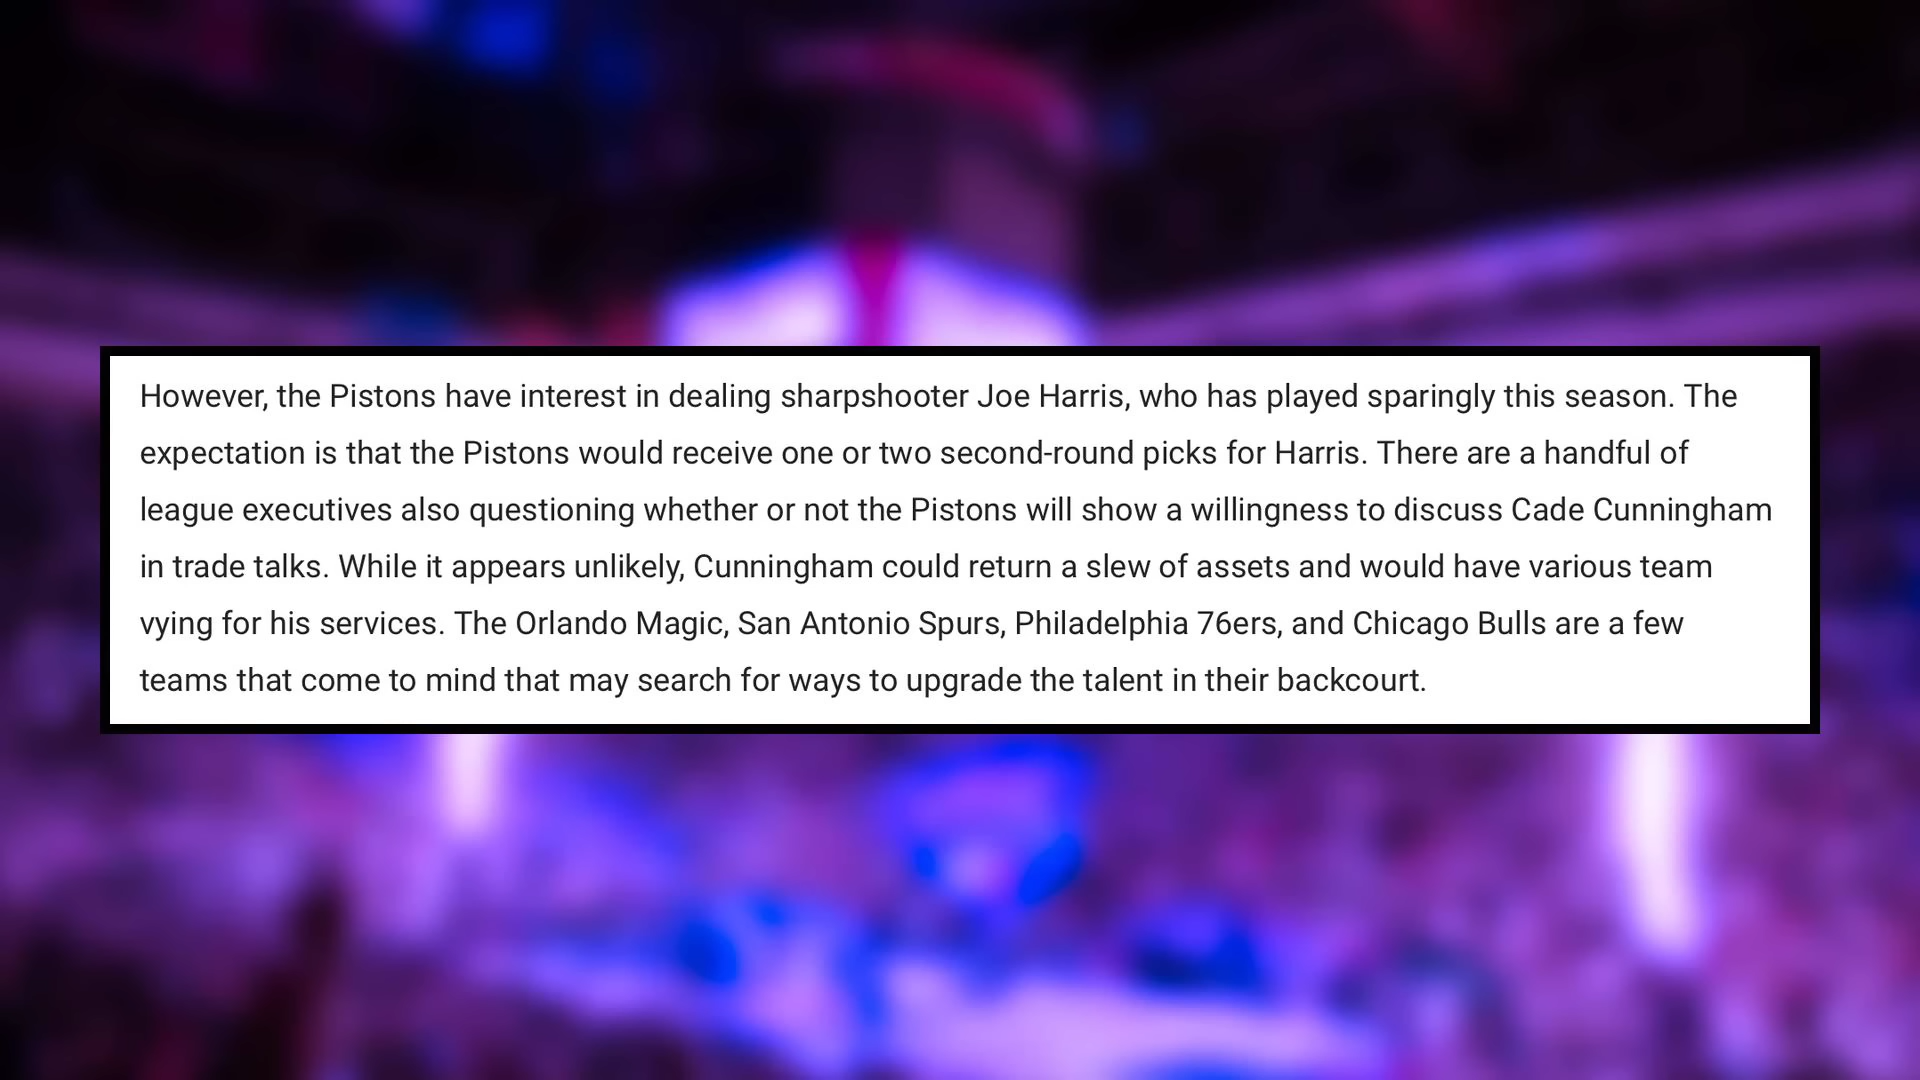 However, the Pistons have interest in dealing sharpshooter Joe Harris, who has played sparingly this season. The
expectation is that the Pistons would receive one or two second-round picks for Harris. There are a handful of
league executives also questioning whether or not the Pistons will show a willingness to discuss Cade Cunningham
in trade talks. While it appears unlikely, Cunningham could return a slew of assets and would have various team
vying for his services. The Orlando Magic, San Antonio Spurs, Philadelphia 76ers, and Chicago Bulls are a few
teams that come to mind that may search for ways to upgrade the talent in their backcourt.